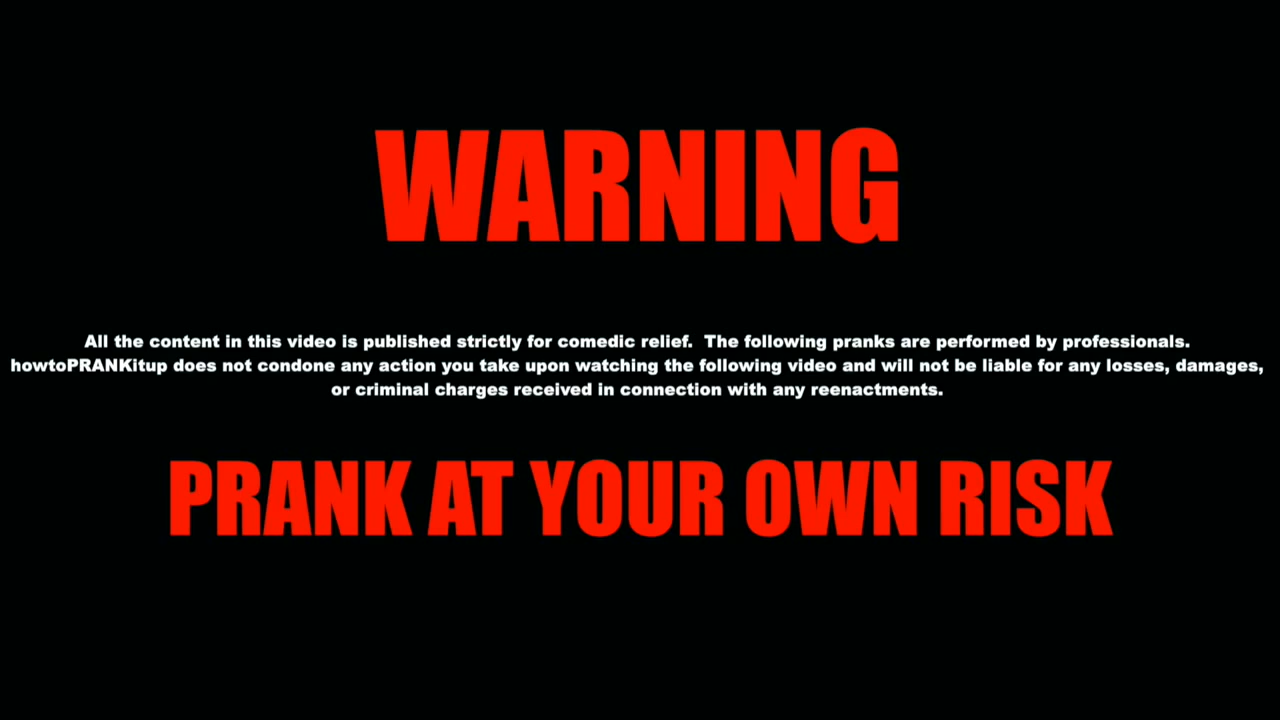 WARNING
All the content in this video is published strictly for comedic relief.  The following pranks are performed by professionals.
howtoPRANKitup does not condone any action you take upon watching the following video and will not be liable for any losses, damages,
or criminal charges received in connection with any reenactments.
PRANK AT YOUR OWN RISK